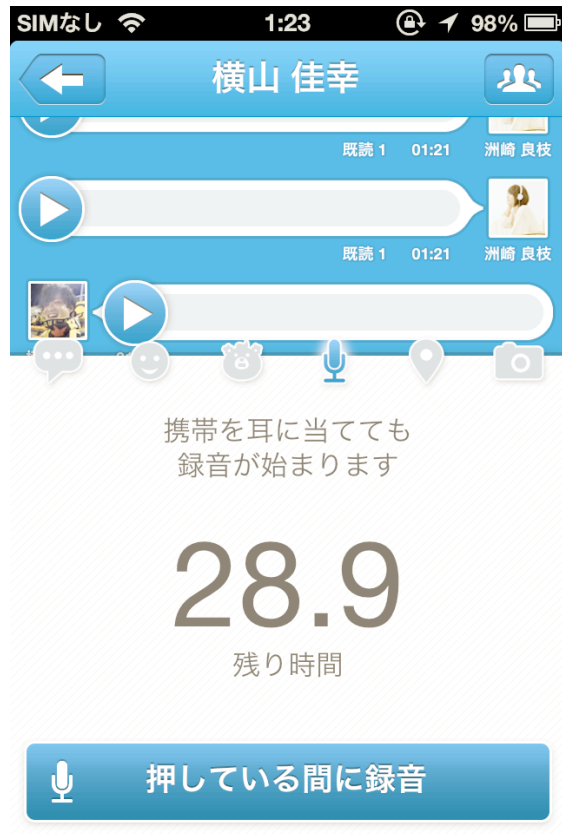 SIMなし 1:23 98%
横山 佳幸
既読 1 01:21 洲崎 良枝
既読 1 01:21 洲崎 良枝
携帯を耳に当てても
録音が始まります
28.9
残り時間
押している間に録音